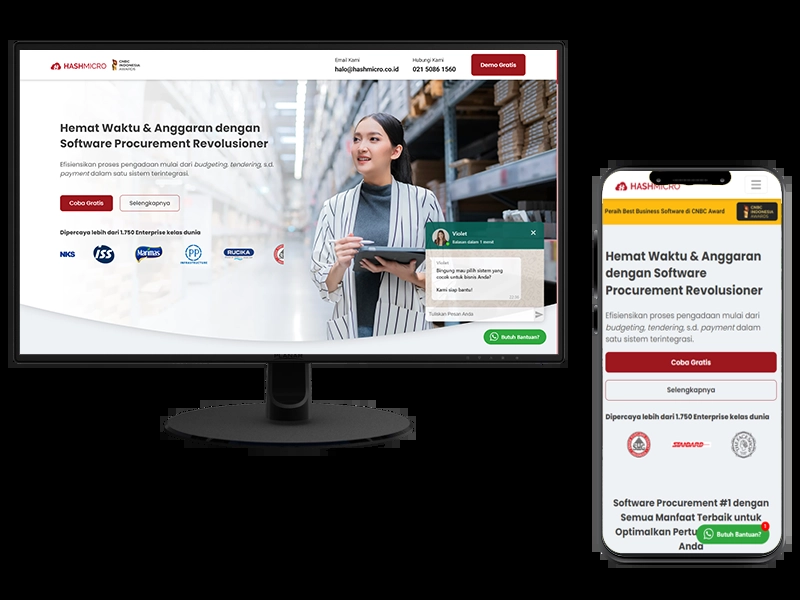 HASHMICRO
CNBC
INDONESIA
AWARDS
Email Kami
halo@hashmicro.co.id
Hubungi Kami
021 5086 1560
Demo Gratis
Hemat Waktu & Anggaran dengan
Software Procurement Revolusioner
Efisiensikan proses pengadaan mulai dari budgeting, tendering, s.d.
payment dalam satu sistem terintegrasi.
Coba Gratis
Selengkapnya
Dipercaya lebih dari 1.750 Enterprise kelas dunia
NKS
ISS
Marinas
PP
INFRASTRUKTUR
RUCIKA
Violet
Balasan dalam 1 menit
Violet
Bingung mau pilih sistem yang
cocok untuk bisnis Anda?
Kami siap bantu!
Tuliskan Pesan Anda
Butuh Bantuan?
HASHMICRO
Peraih Best Business Software di CNBC Award
CNBC
INDONESIA
AWARDS
Hemat Waktu & Anggaran
dengan Software
Procurement Revolusioner
Efisiensikan proses pengadaan mulai dari
budgeting, tendering, s.d. payment dalam
satu sistem terintegrasi.
Coba Gratis
Selengkapnya
Dipercaya lebih dari 1.750 Enterprise kelas dunia
Software Procurement #1 dengan
Semua Manfaat Terbaik untuk
Optimalkan Pertu
Anda
1
Butuh Bantuan?